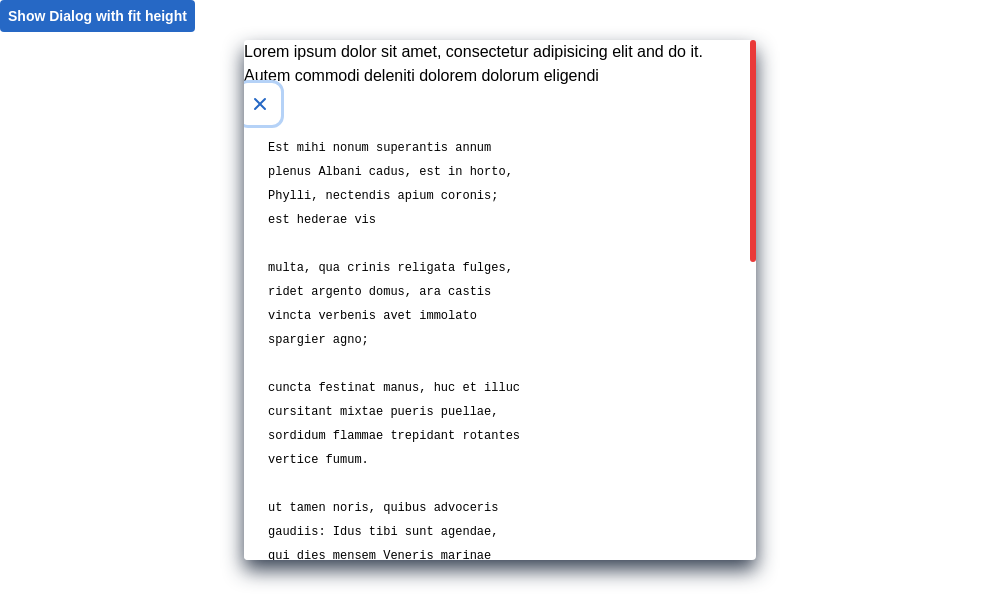 Show Dialog with fit height
Lorem ipsum dolor sit amet, consectetur adipisicing elit and do it.
Autem commodi deleniti dolorem dolorum eligendi
Est mihi nonum superantis annum
plenus Albani cadus, est in horto,
Phylli, nectendis apium coronis;
est hederae vis
multa, qua crinis religata fulges,
ridet argento domus, ara castis
vincta verbenis avet immolato
spargier agno;
cuncta festinat manus, huc et illuc
cursitant mixtae pueris puellae,
sordidum flammae trepidant rotantes
vertice fumum.
ut tamen noris, quibus advoceris
gaudiis: Idus tibi sunt agendae,
qui dies mensem Veneris marinae